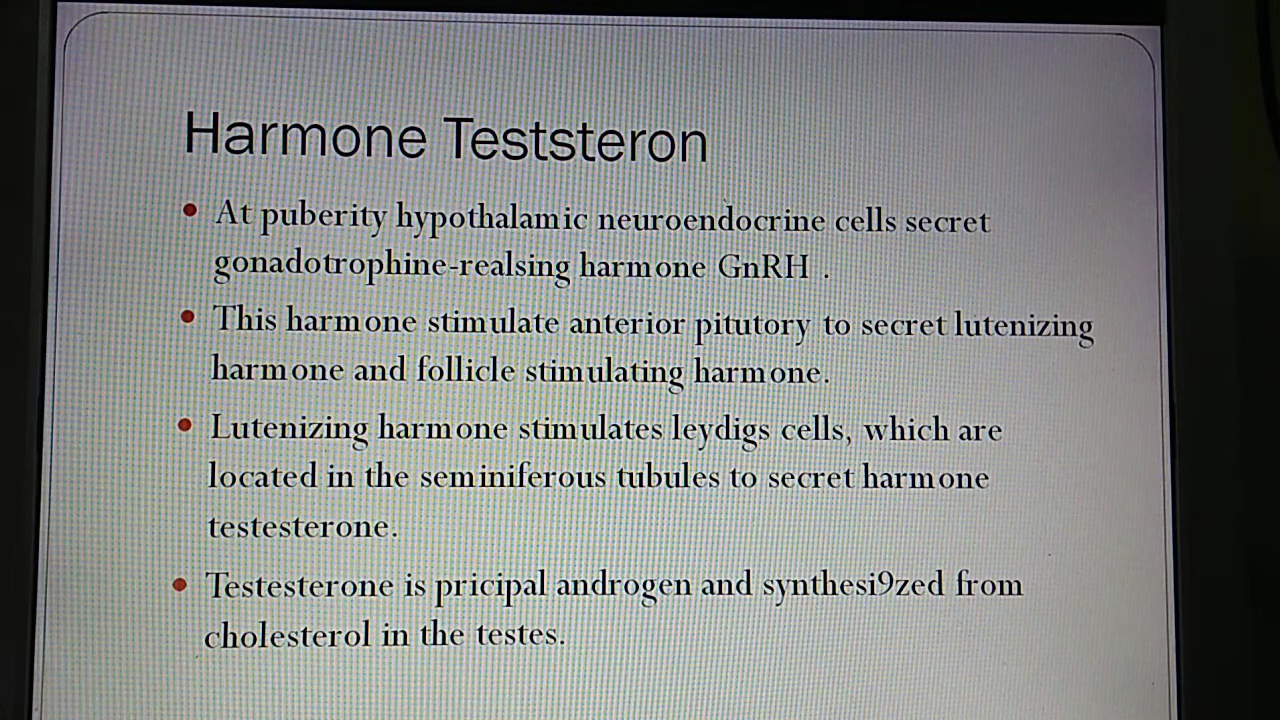 Harmone Teststeron
• At puberity hypothalamic neuroendocrine cells secret
gonadotrophine-realsing harmone GnRH .
• This harmone stimulate anterior pitutory to secret lutenizing
harmone and follicle stimulating harmone.
• Lutenizing harmone stimulates leydigs cells, which are
located in the seminiferous tubules to secret harmone
testesterone.
• Testesterone is pricipal androgen and synthesi9zed from
cholesterol in the testes.